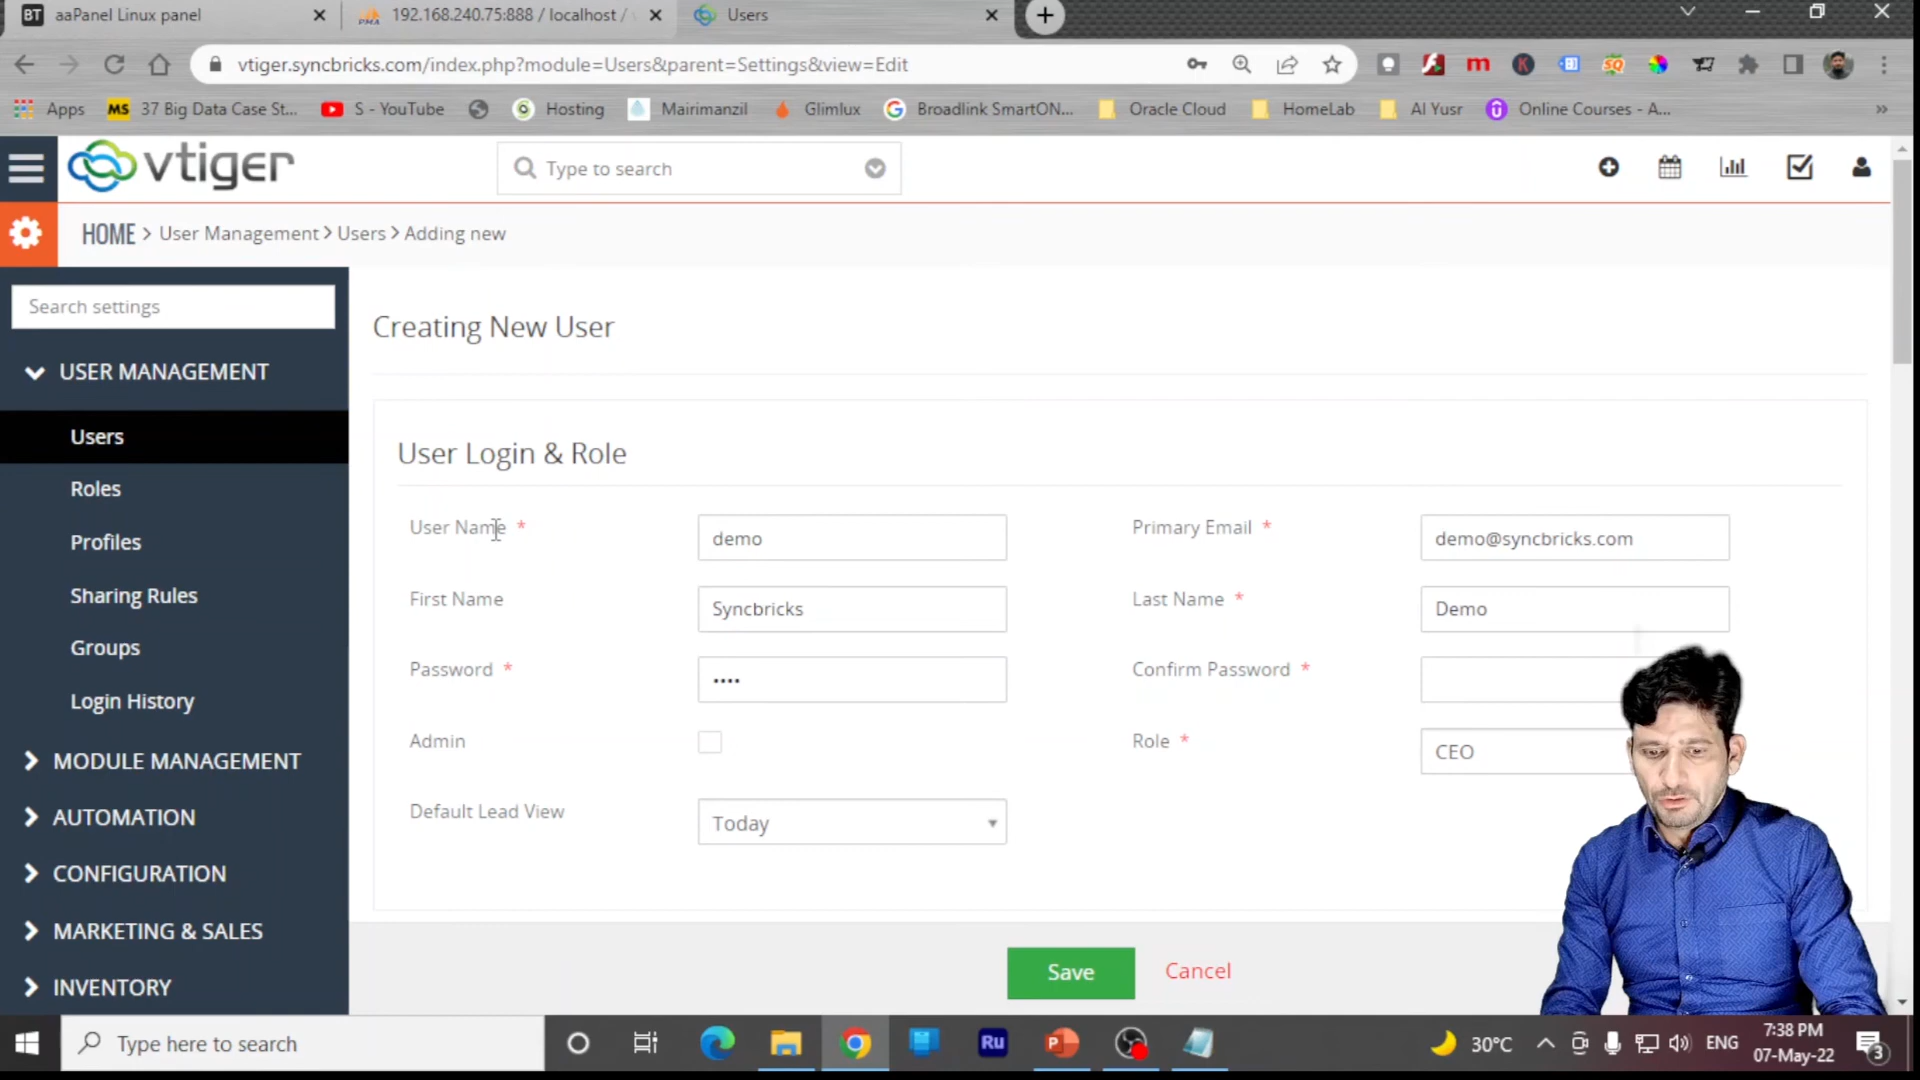 BT aaPanel Linux panel
PMA 192.168.240.75:888 / localhost /
Users
vtiger.syncbricks.com/index.php?module=Users&parent=Settings&view=Edit
Apps
MS 37 Big Data Case St...
S - YouTube
Hosting
Mairimanzil
Glimlux
Broadlink SmartON...
Oracle Cloud
HomeLab
Al Yusr
Online Courses - A...
»
vtiger
Type to search
HOME > User Management > Users > Adding new
Search settings
USER MANAGEMENT
Users
Roles
Profiles
Sharing Rules
Groups
Login History
MODULE MANAGEMENT
AUTOMATION
CONFIGURATION
MARKETING & SALES
INVENTORY
Creating New User
User Login & Role
User Name * demo
Primary Email * demo@syncbricks.com
First Name Syncbricks
Last Name * Demo
Password * ••••
Confirm Password *
Admin
Role * CEO
Default Lead View Today
Save Cancel
Type here to search
Ru
30°C
ENG
7:38 PM
07-May-22
3